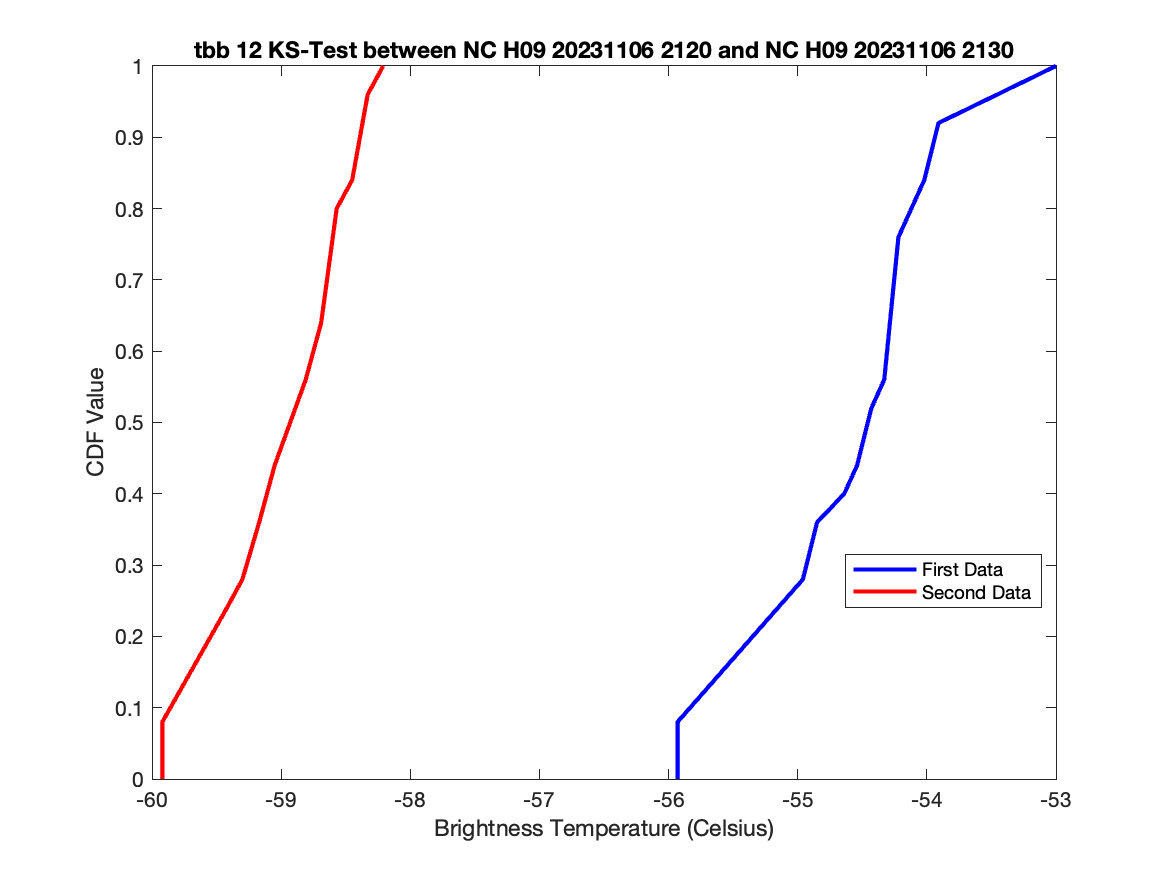 tbb 12 KS-Test between NC H09 20231106 2120 and NC H09 20231106 2130
1
0.9
0.8
0.7
0.6
0.5
0.4
0.3
0.2
0.1
0
CDF Value
First Data
Second Data
-60 -59 -58 -57 -56 -55 -54 -53
Brightness Temperature (Celsius)